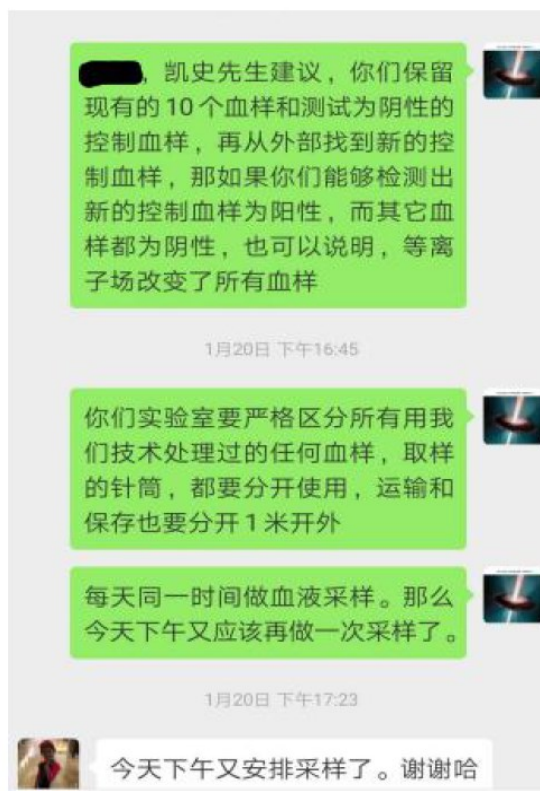 ，凯史先生建议，你们保留
现有的10个血样和测试为阴性的
控制血样，再从外部找到新的控
制血样，那如果你们能够检测出
新的控制血样为阳性，而其它血
样都为阴性，也可以说明，等离
子场改变了所有血样
1月20日 下午16:45
你们实验室要严格区分所有用我
们技术处理过的任何血样，取样
的针筒，都要分开使用，运输和
保存也要分开1米开外
每天同一时间做血液采样。那么
今天下午又应该再做一次采样了。
1月20日 下午17:23
今天下午又安排采样了。谢谢哈